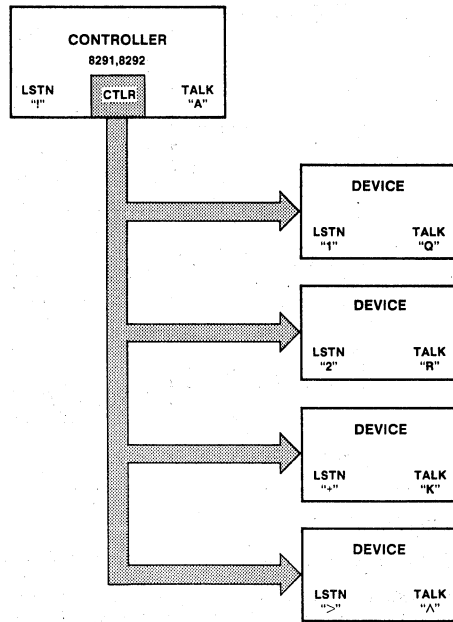 CONTROLLER
8291,8292
LSTN CTLR TALK
"!" "A"
DEVICE
LSTN TALK
"1" "Q"
DEVICE
LSTN TALK
"2" "R"
DEVICE
LSTN TALK
"+" "K"
DEVICE
LSTN TALK
">" "^"